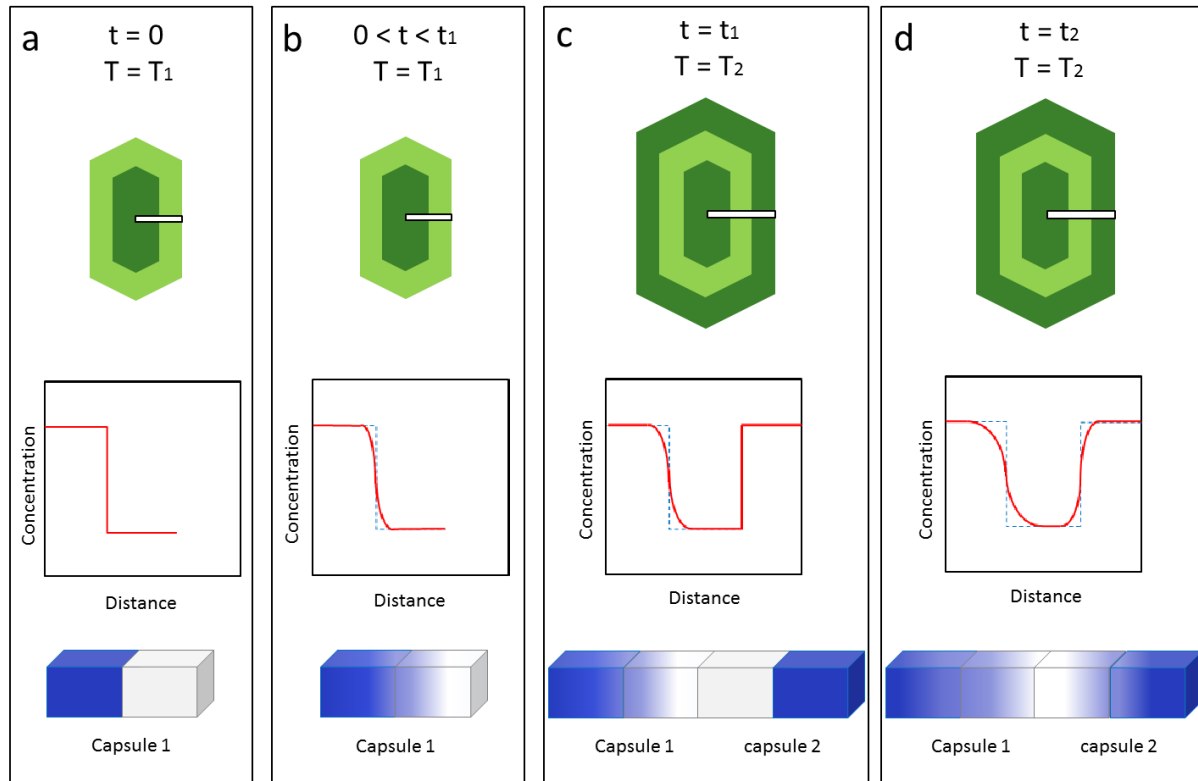 a
t = 0
T = T1
Concentration
Distance
Capsule 1
b
0 < t < t1
T = T1
Concentration
Distance
Capsule 1
c
t = t1
T = T2
Concentration
Distance
Capsule 1
capsule 2
d
t = t2
T = T2
Concentration
Distance
Capsule 1
capsule 2